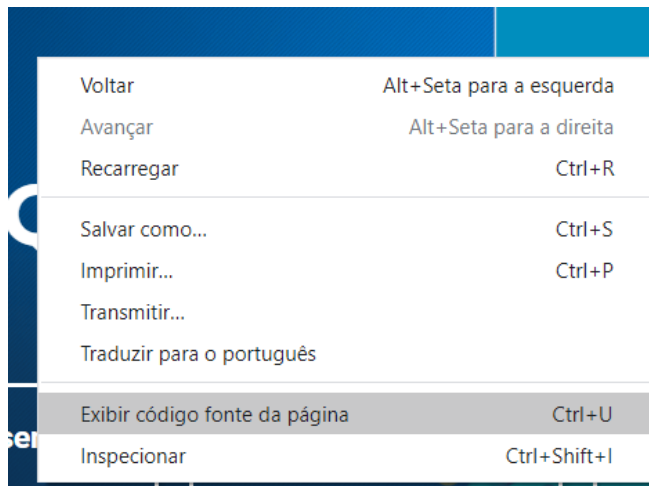 Voltar Alt+Seta para a esquerda
Avançar Alt+Seta para a direita
Recarregar Ctrl+R
Salvar como... Ctrl+S
Imprimir... Ctrl+P
Transmitir...
Traduzir para o português
Exibir código fonte da página Ctrl+U
Inspecionar Ctrl+Shift+I